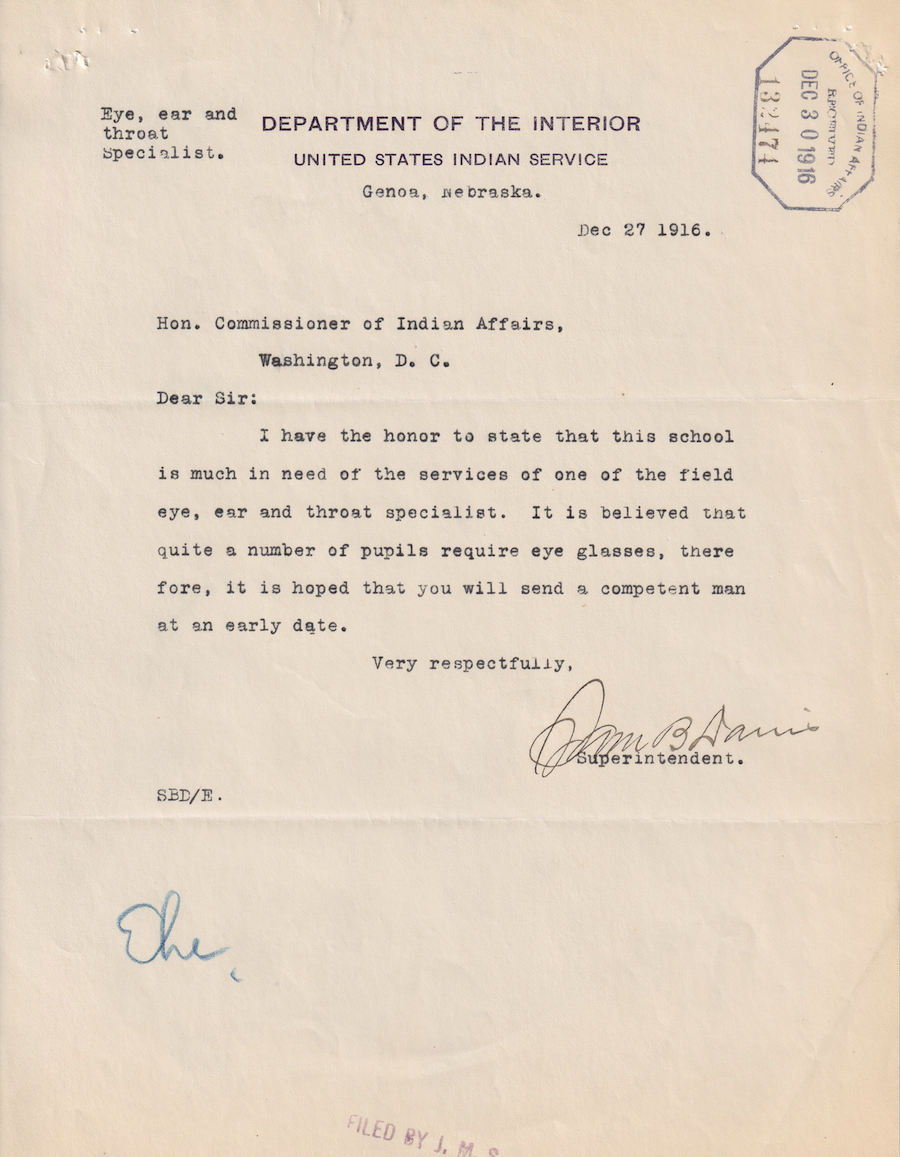 Eye, ear and
throat
Specialist.
DEPARTMENT OF THE INTERIOR
UNITED STATES INDIAN SERVICE
Genoa, Nebraska.
OFFICE OF INDIAN AFFAIRS
RECEIVED
DEC 30 1916
132474
Dec 27 1916.
Hon. Commissioner of Indian Affairs,
Washington, D. C.
Dear Sir:
I have the honor to state that this school
is much in need of the services of one of the field
eye, ear and throat specialist. It is believed that
quite a number of pupils require eye glasses, there
fore, it is hoped that you will send a competent man
at an early date.
Very respectfully,
Sam B Davis
Superintendent.
SBD/E.
FILED BY J. M. S